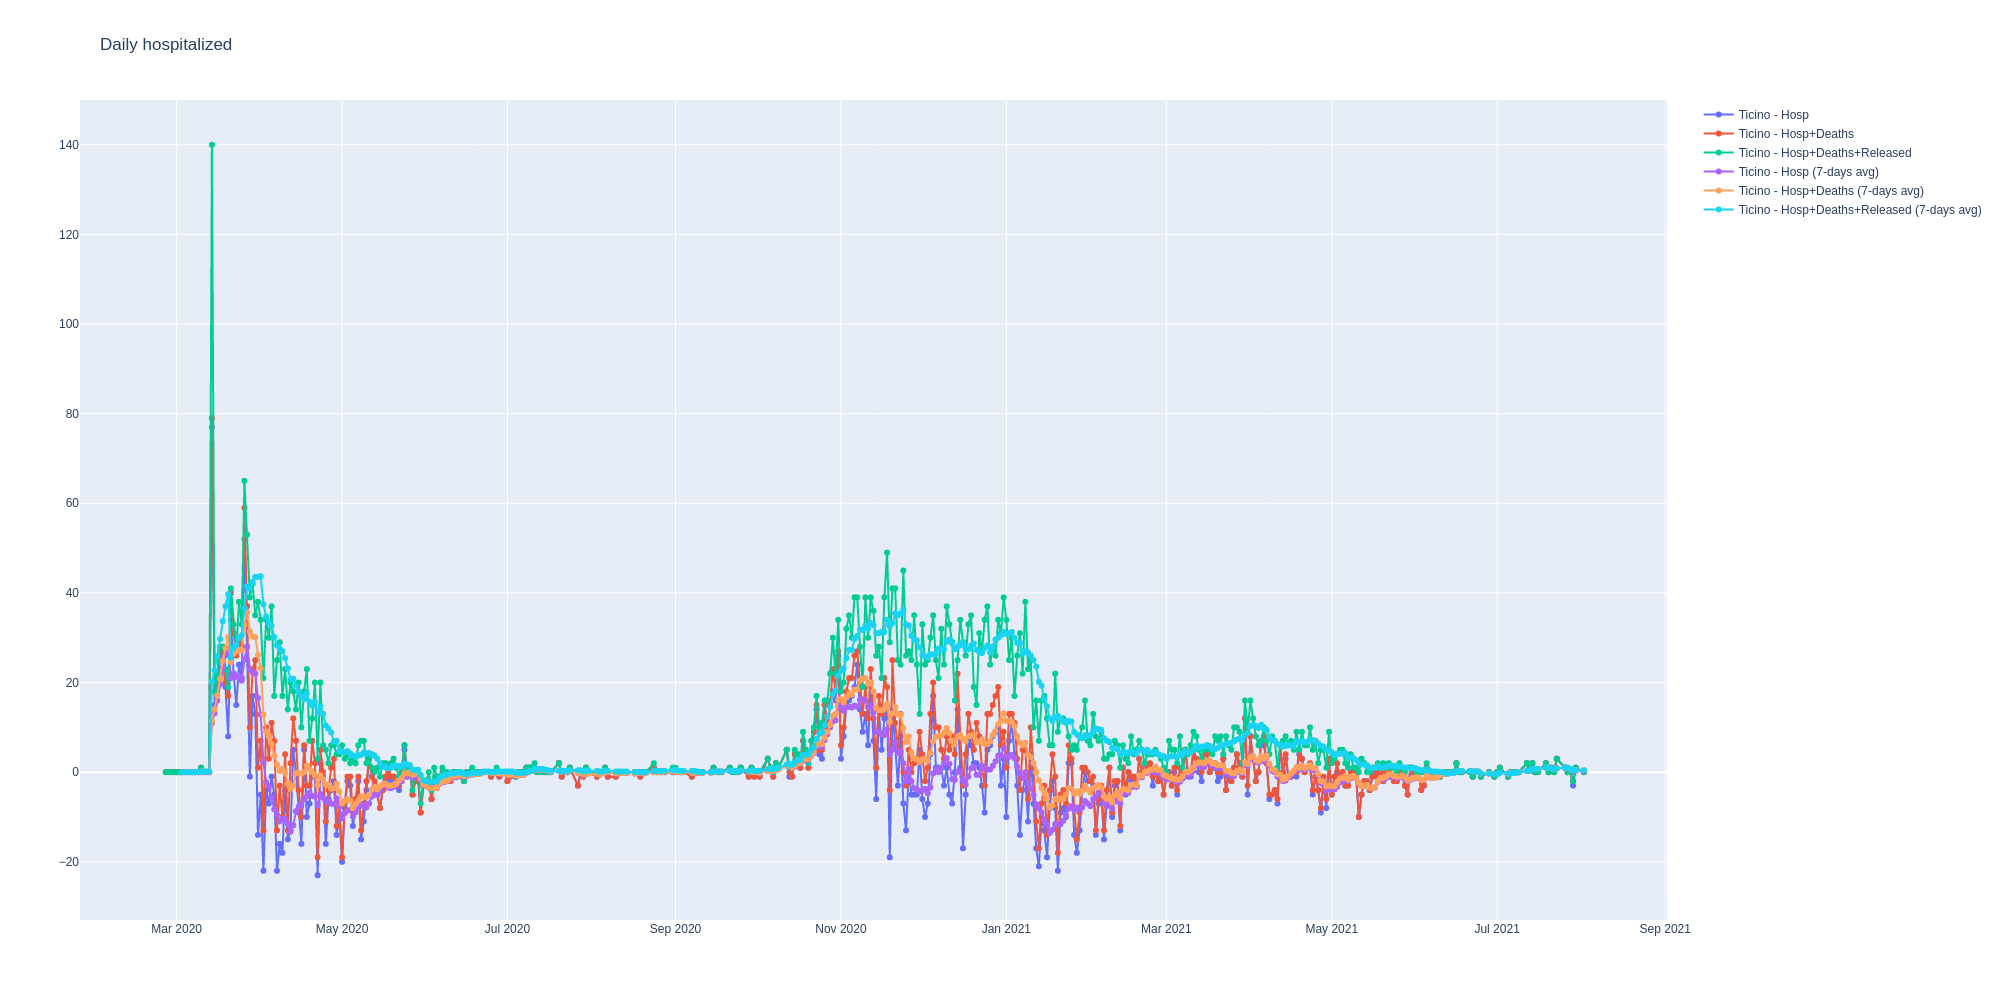 Daily hospitalized
140
120
100
80
60
40
20
0
−20
Mar 2020
May 2020
Jul 2020
Sep 2020
Nov 2020
Jan 2021
Mar 2021
May 2021
Jul 2021
Sep 2021
Ticino - Hosp
Ticino - Hosp+Deaths
Ticino - Hosp+Deaths+Released
Ticino - Hosp (7-days avg)
Ticino - Hosp+Deaths (7-days avg)
Ticino - Hosp+Deaths+Released (7-days avg)